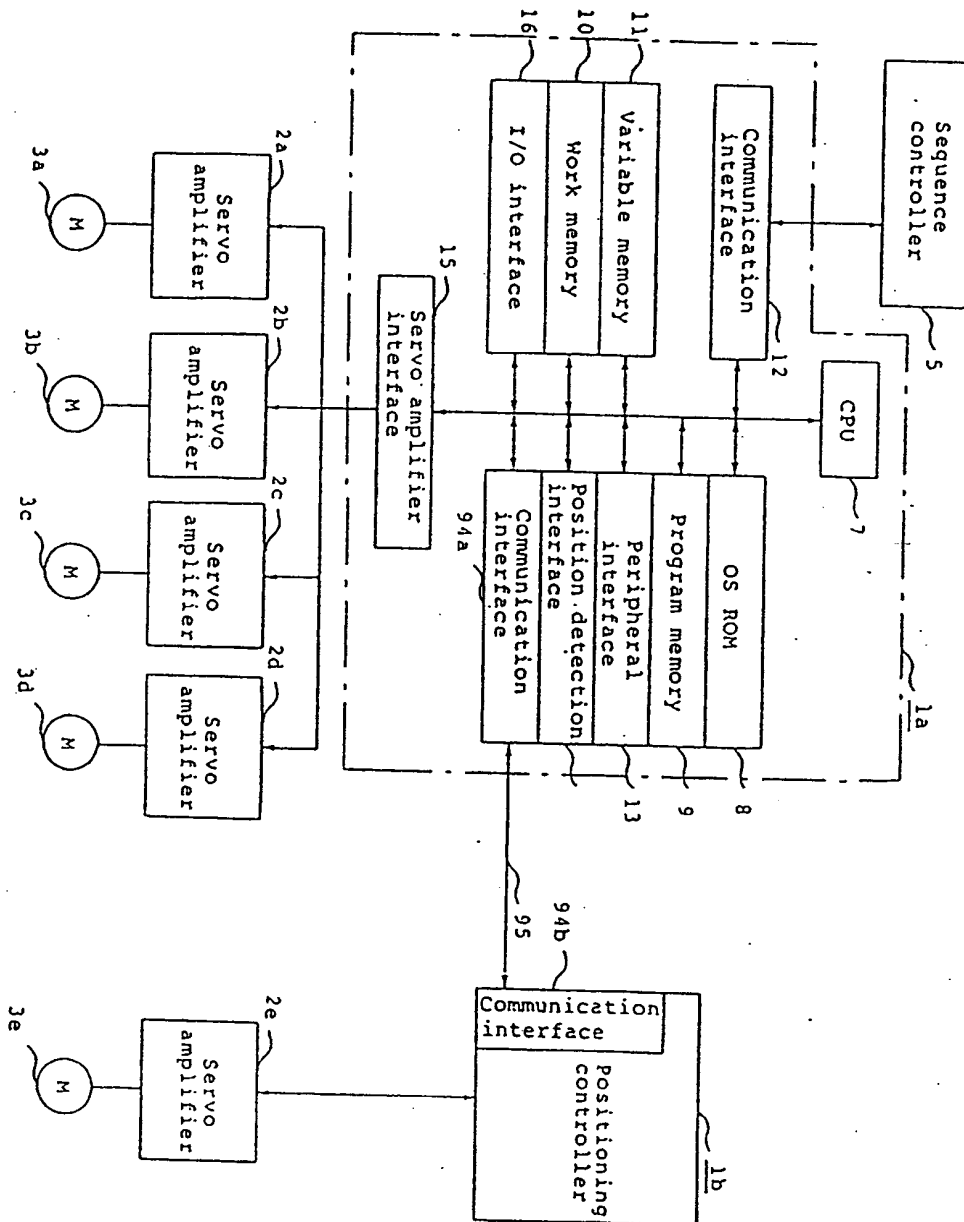 Sequence
controller
5
Communication
interface
12
CPU
7
1a
11
10
16
Variable memory
Work memory
I/O interface
OS ROM
Program memory
Peripheral
interface
Position detection
interface
Communication
interface
8
9
13
94a
15
Servo amplifier
interface
95
94b
Communication
interface
Positioning
controller
1b
2a
Servo
amplifier
2b
Servo
amplifier
2c
Servo
amplifier
2d
Servo
amplifier
2e
Servo
amplifier
3a
M
3b
M
3c
M
3d
M
3e
M